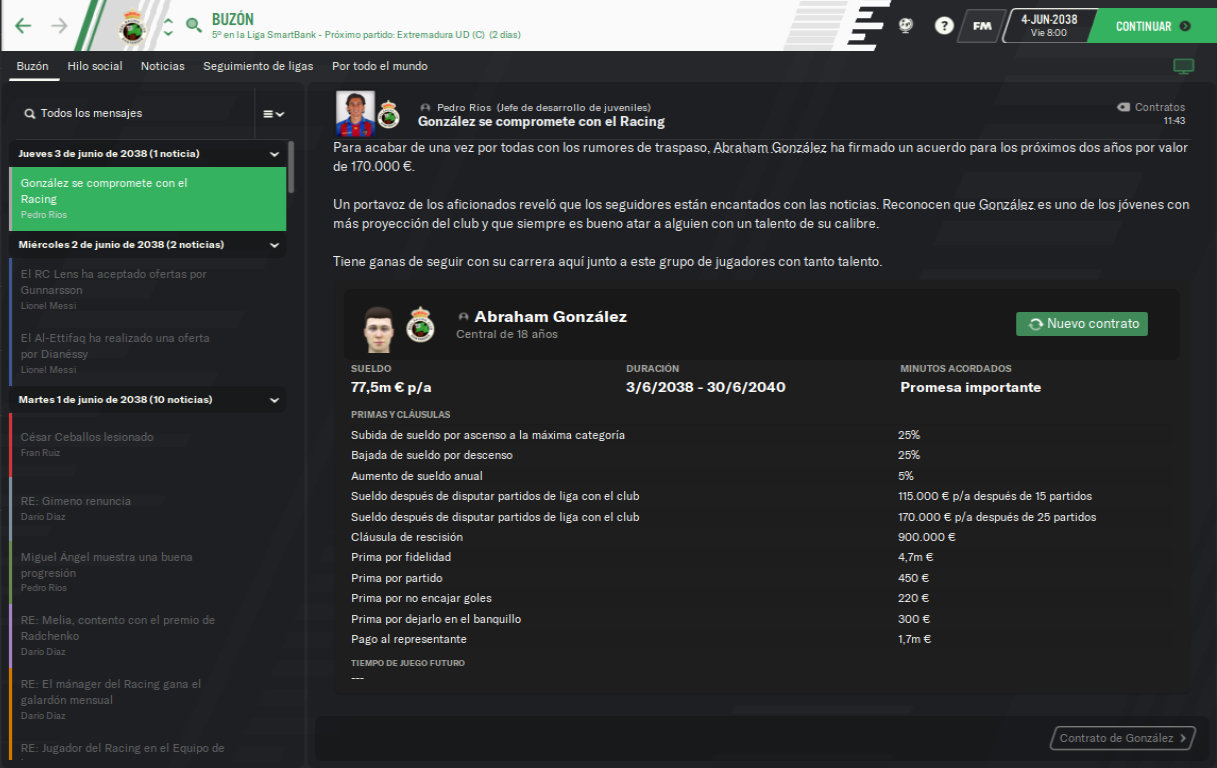 BUZÓN
5º en la Liga SmartBank - Próximo partido: Extremadura UD (C) (2 días)
?
FM
4-JUN-2038
Vie 8:00
CONTINUAR
Buzón
Hilo social
Noticias
Seguimiento de ligas
Por todo el mundo
Todos los mensajes
Jueves 3 de junio de 2038 (1 noticia)
González se compromete con el
Racing
Pedro Ríos
Miércoles 2 de junio de 2038 (2 noticias)
El RC Lens ha aceptado ofertas por
Gunnarsson
Lionel Messi
El Al-Ettifaq ha realizado una oferta
por Dianéssy
Lionel Messi
Martes 1 de junio de 2038 (10 noticias)
César Ceballos lesionado
Fran Ruiz
RE: Gimeno renuncia
Darío Díaz
Miguel Ángel muestra una buena
progresión
Pedro Ríos
RE: Melia, contento con el premio de
Radchenko
Darío Díaz
RE: El mánager del Racing gana el
galardón mensual
Darío Díaz
RE: Jugador del Racing en el Equipo de
Pedro Ríos (Jefe de desarrollo de juveniles)
González se compromete con el Racing
Contratos
11:43
Para acabar de una vez por todas con los rumores de traspaso, Abraham González ha firmado un acuerdo para los próximos dos años por valor
de 170.000 €.
Un portavoz de los aficionados reveló que los seguidores están encantados con las noticias. Reconocen que González es uno de los jóvenes con
más proyección del club y que siempre es bueno atar a alguien con un talento de su calibre.
Tiene ganas de seguir con su carrera aquí junto a este grupo de jugadores con tanto talento.
Abraham González
Central de 18 años
Nuevo contrato
SUELDO
77,5m € p/a
DURACIÓN
3/6/2038 - 30/6/2040
MINUTOS ACORDADOS
Promesa importante
PRIMAS Y CLÁUSULAS
Subida de sueldo por ascenso a la máxima categoría 25%
Bajada de sueldo por descenso 25%
Aumento de sueldo anual 5%
Sueldo después de disputar partidos de liga con el club 115.000 € p/a después de 15 partidos
Sueldo después de disputar partidos de liga con el club 170.000 € p/a después de 25 partidos
Cláusula de rescisión 900.000 €
Prima por fidelidad 4,7m €
Prima por partido 450 €
Prima por no encajar goles 220 €
Prima por dejarlo en el banquillo 300 €
Pago al representante 1,7m €
TIEMPO DE JUEGO FUTURO
---
Contrato de González